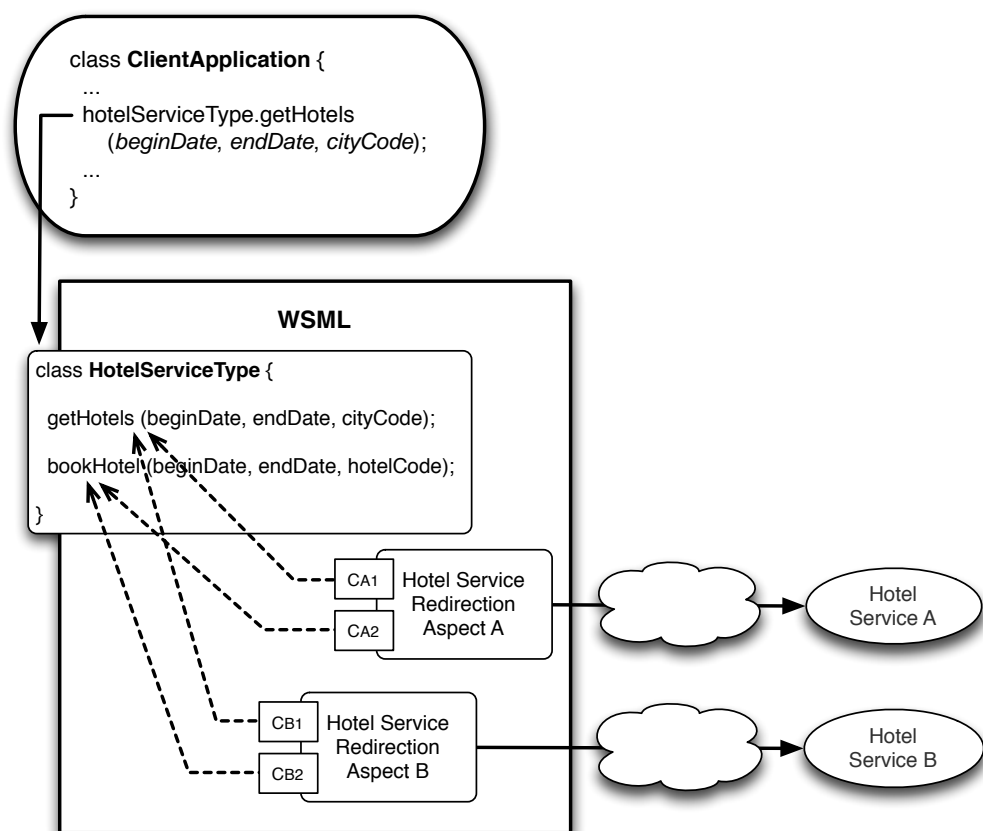 class ClientApplication {
...
hotelServiceType.getHotels
(beginDate, endDate, cityCode);
...
}
WSML
class HotelServiceType {
getHotels (beginDate, endDate, cityCode);
bookHotel (beginDate, endDate, hotelCode);
}
CA1
CA2
Hotel Service
Redirection
Aspect A
Hotel
Service A
CB1
CB2
Hotel Service
Redirection
Aspect B
Hotel
Service B